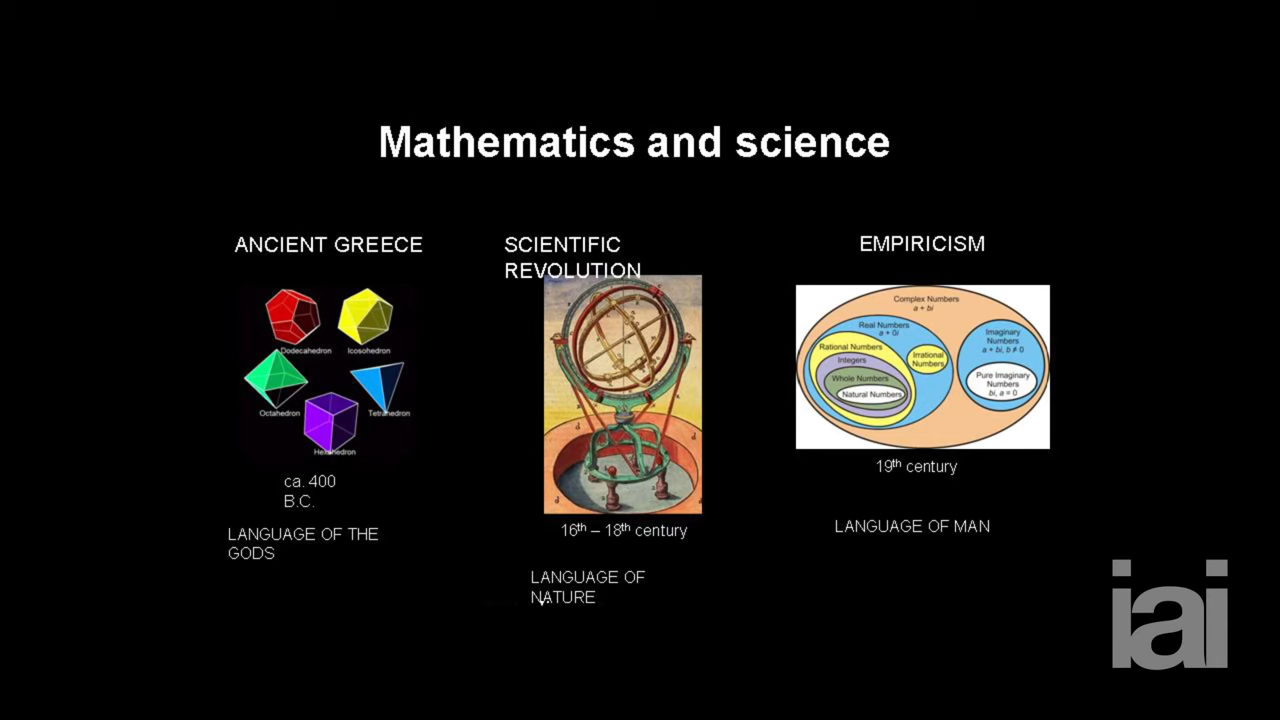 Mathematics and science
ANCIENT GREECE
Dodecahedron
Icosohedron
Octahedron
Tetrahedron
Hexahedron
ca. 400
B.C.
LANGUAGE OF THE
GODS
SCIENTIFIC
REVOLUTION
16th – 18th century
LANGUAGE OF
NATURE
EMPIRICISM
Complex Numbers
a + bi
Real Numbers
a + 0i
Rational Numbers
Integers
Whole Numbers
Natural Numbers
Irrational
Numbers
Imaginary
Numbers
a + bi, b ≠ 0
Pure Imaginary
Numbers
bi, a = 0
19th century
LANGUAGE OF MAN
iai